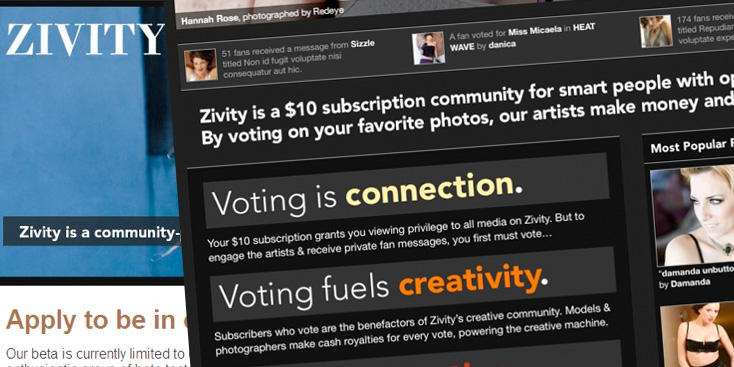 ZIVITY
Zivity is a community-
Apply to be in
Our beta is currently limited to
Hannah Rose, photographed by Redeye
51 fans received a message from Sizzle
titled Non id fugit voluptate nisi
consequatur aut hic.
A fan voted for Miss Micaela in HEAT
WAVE by danica
174 fans receiv
titled Repudian
voluptate expe
Zivity is a $10 subscription community for smart people with op
By voting on your favorite photos, our artists make money and
Voting is connection.
Your $10 subscription grants you viewing privilege to all media on Zivity. But to
engage the artists & receive private fan messages, you first must vote...
Voting fuels creativity.
Subscribers who vote are the benefactors of Zivity's creative community. Models &
photographers make cash royalties for every vote, powering the creative machine.
Most Popular
"damanda unbutto
by Damanda